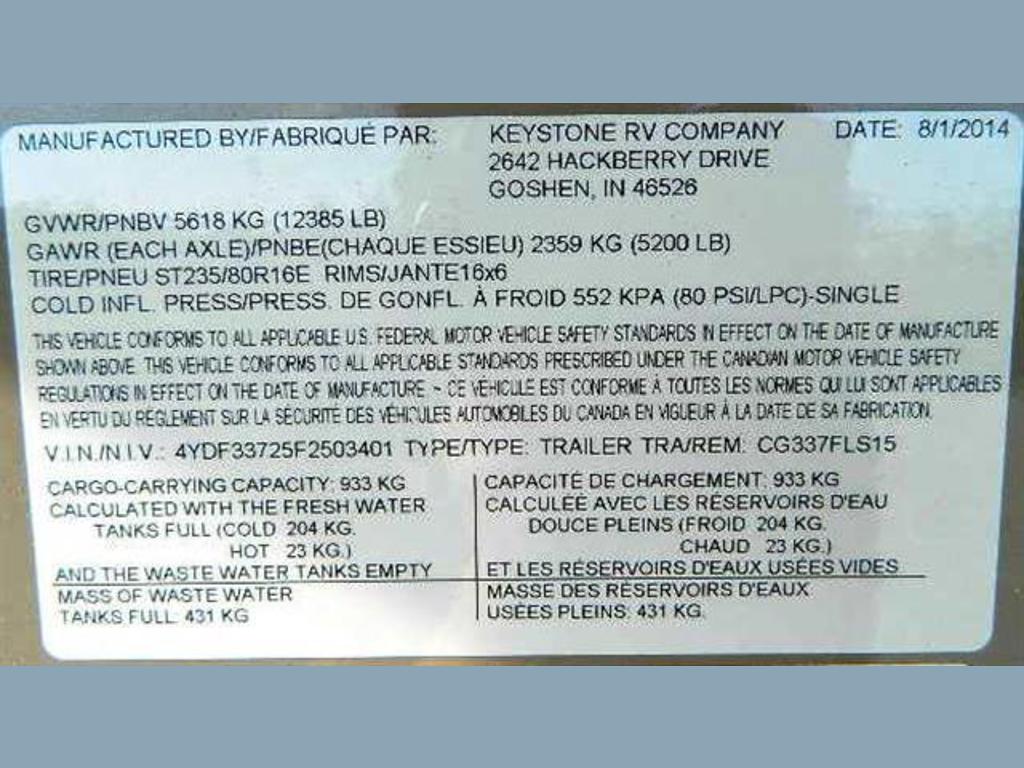 MANUFACTURED BY/FABRIQUÉ PAR: KEYSTONE RV COMPANY DATE: 8/1/2014
2642 HACKBERRY DRIVE
GOSHEN, IN 46526
GVWR/PNBV 5618 KG (12385 LB)
GAWR (EACH AXLE)/PNBE(CHAQUE ESSIEU) 2359 KG (5200 LB)
TIRE/PNEU ST235/80R16E RIMS/JANTE16x6
COLD INFL. PRESS/PRESS. DE GONFL. À FROID 552 KPA (80 PSI/LPC)-SINGLE
THIS VEHICLE CONFORMS TO ALL APPLICABLE U.S. FEDERAL MOTOR VEHICLE SAFETY STANDARDS IN EFFECT ON THE DATE OF MANUFACTURE
SHOWN ABOVE. THIS VEHICLE CONFORMS TO ALL APPLICABLE STANDARDS PRESCRIBED UNDER THE CANADIAN MOTOR VEHICLE SAFETY
REGULATIONS IN EFFECT ON THE DATE OF MANUFACTURE - CE VEHICULE EST CONFORME À TOUTES LES NORMES QUI LUI SONT APPLICABLES
EN VERTU DU RÈGLEMENT SUR LA SÉCURITÉ DES VÉHICULES AUTOMOBILES DU CANADA EN VIGUEUR À LA DATE DE SA FABRICATION.
V.I.N./N.I.V.: 4YDF33725F2503401 TYPE/TYPE: TRAILER TRA/REM: CG337FLS15
CARGO-CARRYING CAPACITY: 933 KG
CALCULATED WITH THE FRESH WATER
TANKS FULL (COLD 204 KG.
HOT 23 KG.)
AND THE WASTE WATER TANKS EMPTY
MASS OF WASTE WATER
TANKS FULL: 431 KG
CAPACITÉ DE CHARGEMENT: 933 KG
CALCULÉE AVEC LES RÉSERVOIRS D'EAU
DOUCE PLEINS (FROID 204 KG.
CHAUD 23 KG.)
ET LES RÉSERVOIRS D'EAUX USÉES VIDES
MASSE DES RÉSERVOIRS D'EAUX
USÉES PLEINS: 431 KG.